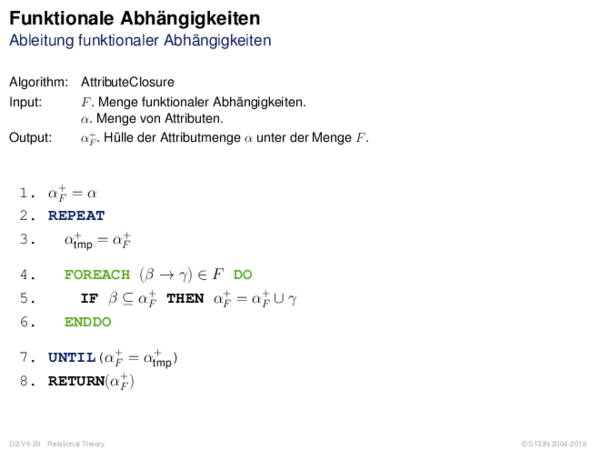 Funktionale Abhängigkeiten
Ableitung funktionaler Abhängigkeiten
Algorithm: AttributeClosure
Input: F. Menge funktionaler Abhängigkeiten.
α. Menge von Attributen.
Output: α⁺_F. Hülle der Attributmenge α unter der Menge F.
1. α⁺_F = α
2. REPEAT
3. α⁺_tmp = α⁺_F
4. FOREACH (β → γ) ∈ F DO
5. IF β ⊆ α⁺_F THEN α⁺_F = α⁺_F ∪ γ
6. ENDDO
7. UNTIL(α⁺_F = α⁺_tmp)
8. RETURN(α⁺_F)
DB:VII-29 Relational Theory ©STEIN 2004-2018